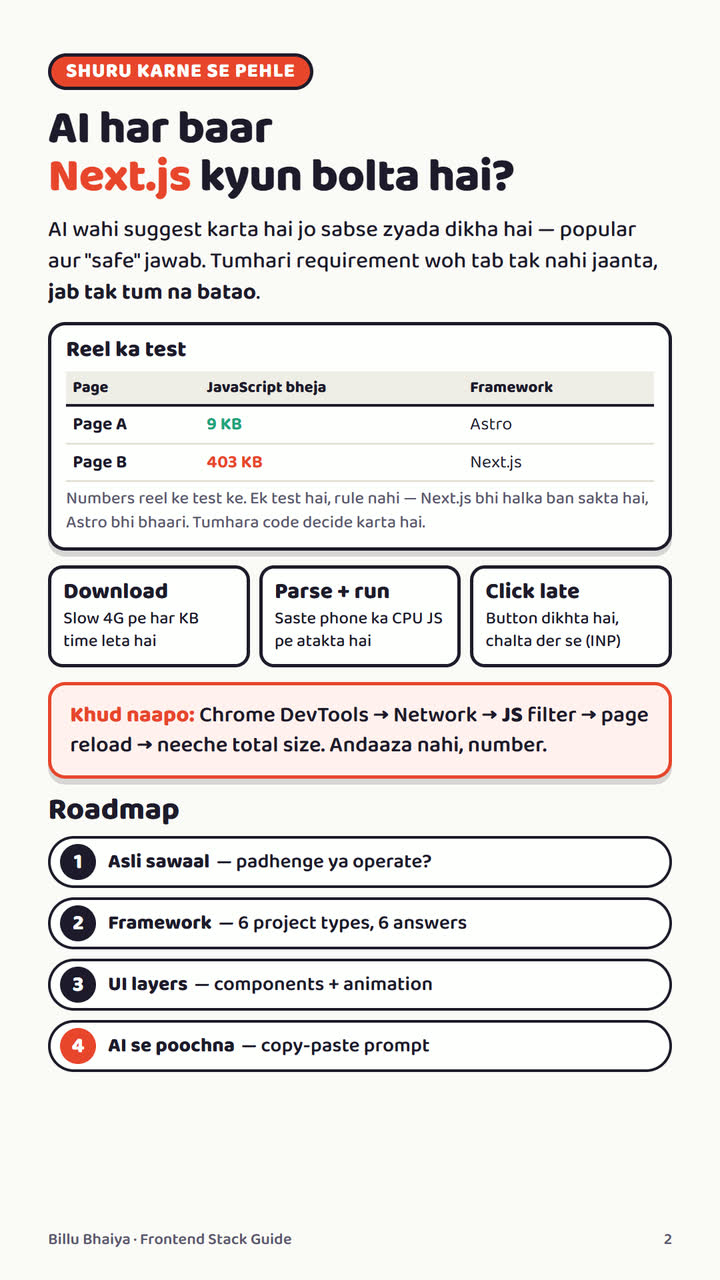 SHURU KARNE SE PEHLE
AI har baar
Next.js kyun bolta hai?
AI wahi suggest karta hai jo sabse zyada dikha hai — popular
aur "safe" jawab. Tumhari requirement woh tab tak nahi jaanta,
jab tak tum na batao.
Reel ka test
Page JavaScript bheja Framework
Page A 9 KB Astro
Page B 403 KB Next.js
Numbers reel ke test ke. Ek test hai, rule nahi — Next.js bhi halka ban sakta hai,
Astro bhi bhaari. Tumhara code decide karta hai.
Download
Slow 4G pe har KB
time leta hai
Parse + run
Saste phone ka CPU JS
pe atakta hai
Click late
Button dikhta hai,
chalta der se (INP)
Khud naapo: Chrome DevTools → Network → JS filter → page
reload → neeche total size. Andaaza nahi, number.
Roadmap
1 Asli sawaal — padhenge ya operate?
2 Framework — 6 project types, 6 answers
3 UI layers — components + animation
4 AI se poochna — copy-paste prompt
Billu Bhaiya · Frontend Stack Guide 2